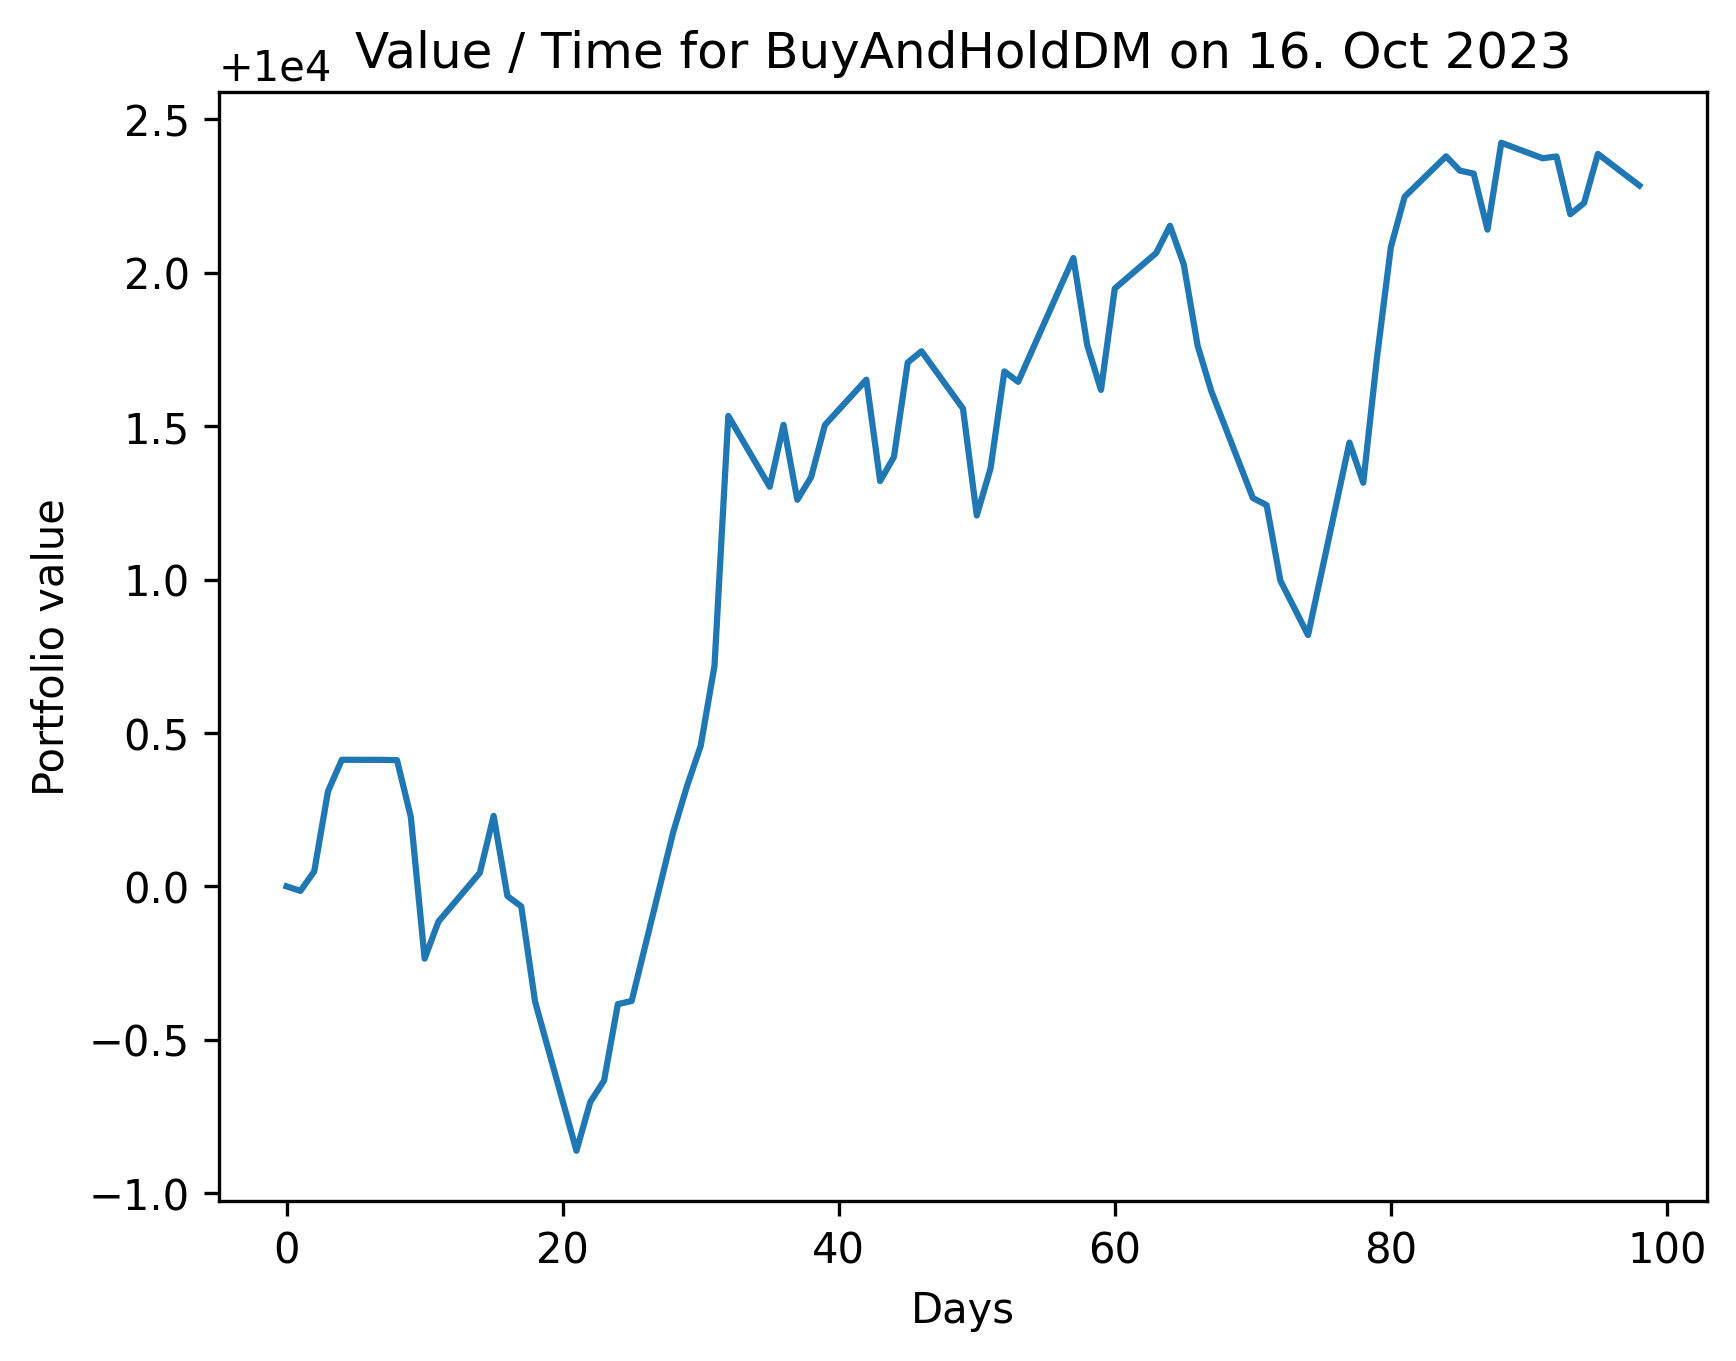 Value / Time for BuyAndHoldDM on 16. Oct 2023
+1e4
2.5
2.0
1.5
1.0
0.5
0.0
−0.5
−1.0
Portfolio value
0 20 40 60 80 100
Days